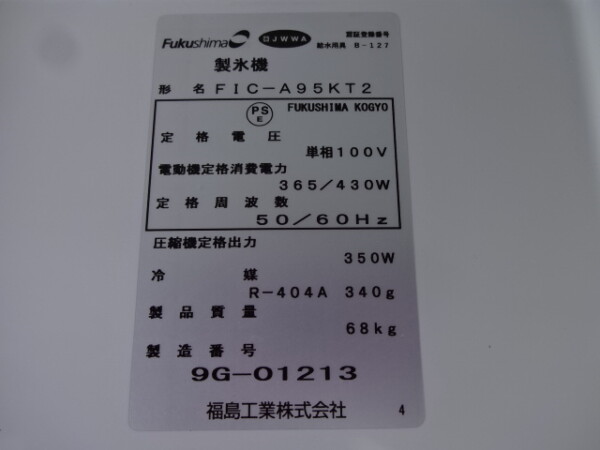 Fukushima JWWA 認証登録番号
給水用具 B-127
製氷機
形名 FIC-A95KT2
PS E FUKUSHIMA KOGYO
定格電圧
単相100V
電動機定格消費電力
365/430W
定格周波数
50/60Hz
圧縮機定格出力
350W
冷媒
R-404A 340g
製品質量
68kg
製造番号
9G-01213
福島工業株式会社 4